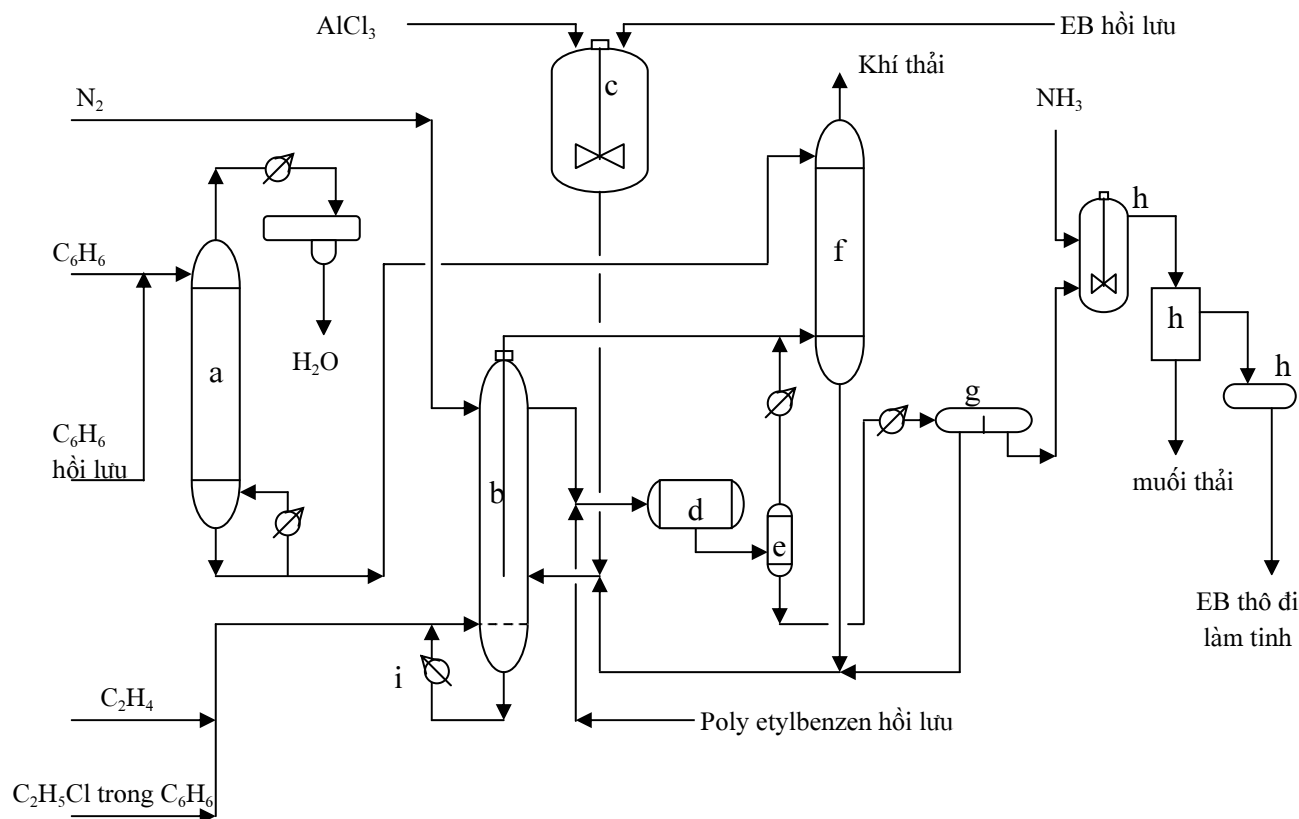 AlCl3
EB hồi lưu
Khí thải
N2
c
NH3
h
C6H6
f
H2O
h
a
h
g
C6H6
hồi lưu
b
muối thải
d
e
EB thô đi
làm tinh
i
C2H4
Poly etylbenzen hồi lưu
C2H5Cl trong C6H6